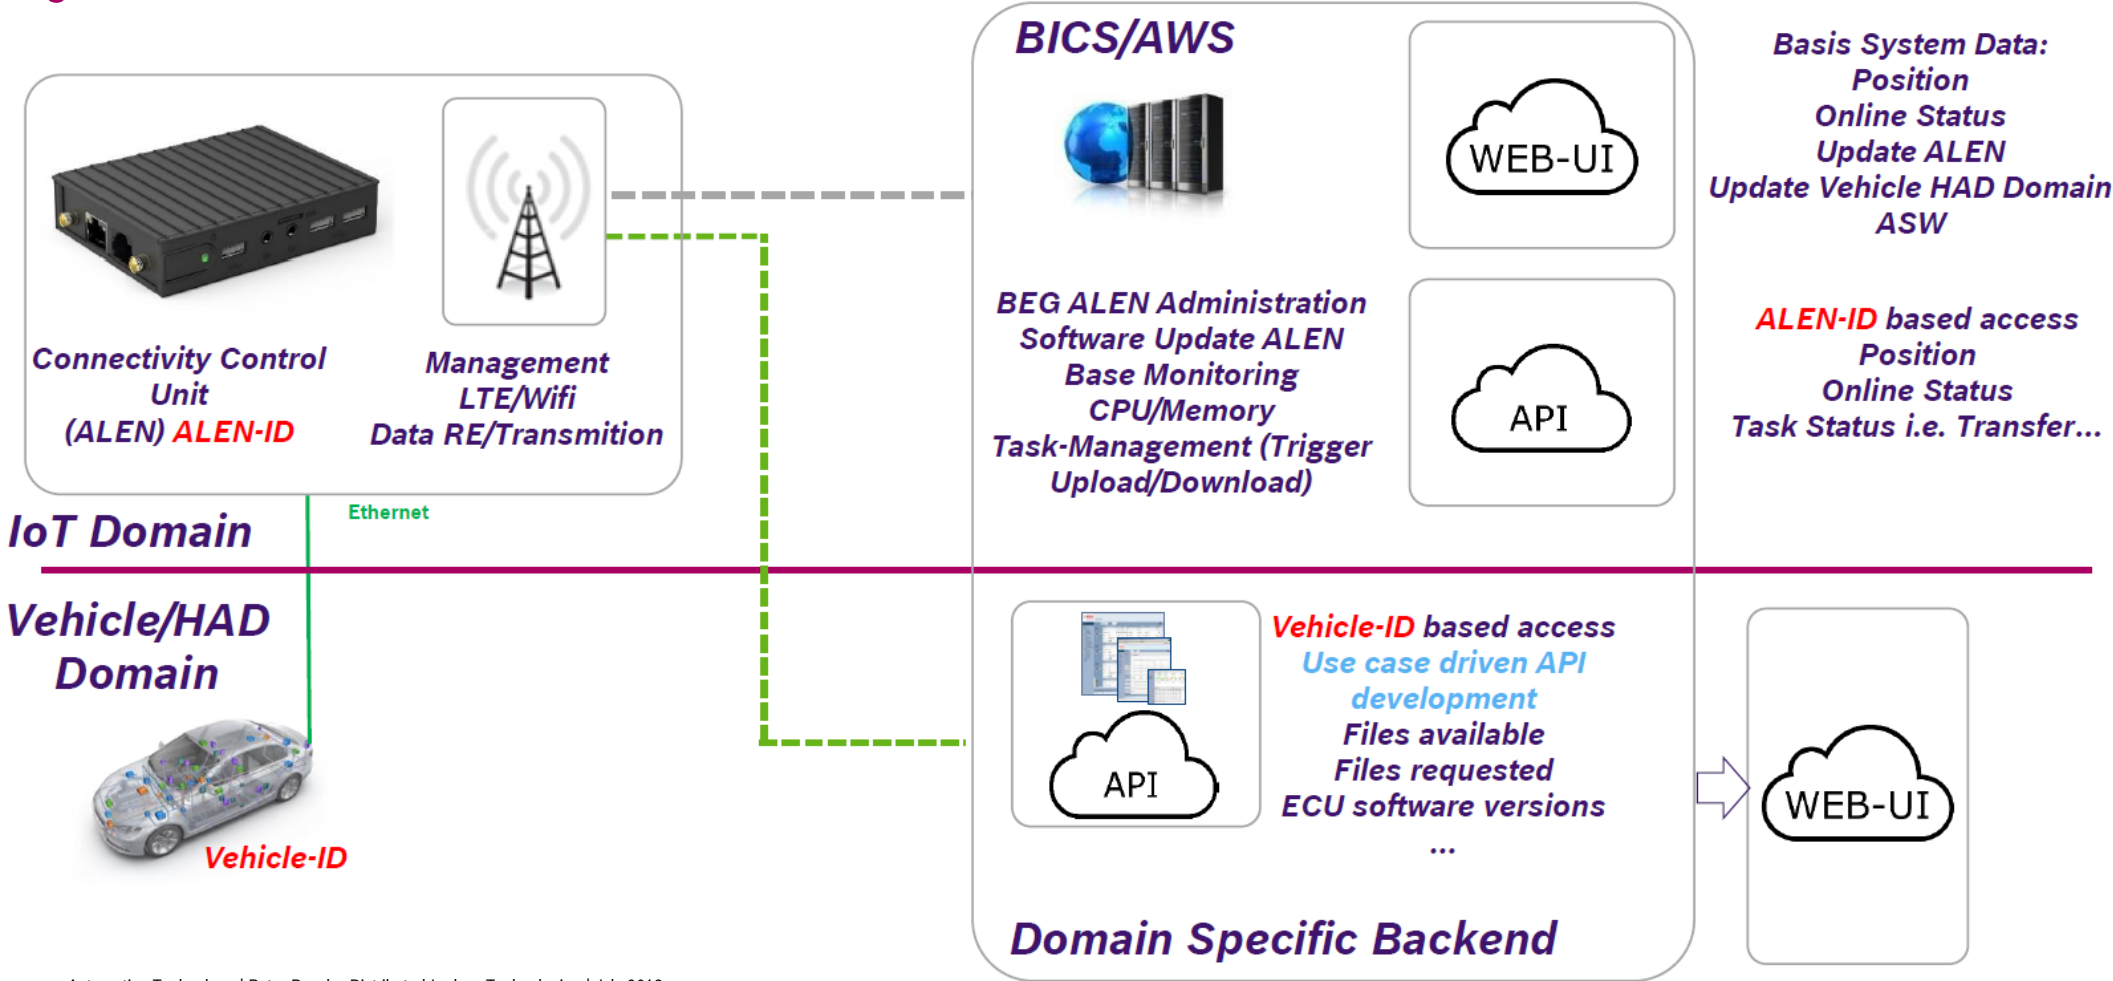 BICS/AWS
WEB-UI
Basis System Data:
Position
Online Status
Update ALEN
Update Vehicle HAD Domain
ASW
Connectivity Control
Unit
(ALEN) ALEN-ID
Management
LTE/Wifi
Data RE/Transmition
BEG ALEN Administration
Software Update ALEN
Base Monitoring
CPU/Memory
Task-Management (Trigger
Upload/Download)
API
ALEN-ID based access
Position
Online Status
Task Status i.e. Transfer...
Ethernet
IoT Domain
Vehicle/HAD
Domain
Vehicle-ID
API
Vehicle-ID based access
Use case driven API
development
Files available
Files requested
ECU software versions
...
WEB-UI
Domain Specific Backend